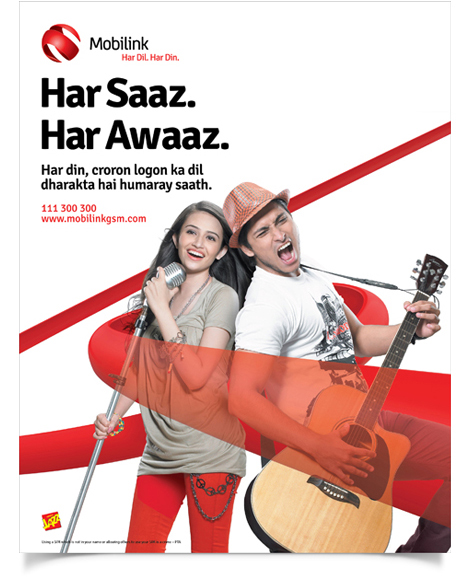 Mobilink
Har Dil. Har Din.
Har Saaz.
Har Awaaz.
Har din, croron logon ka dil
dharakta hai humaray saath.
111 300 300
www.mobilinkgsm.com
JAZZ